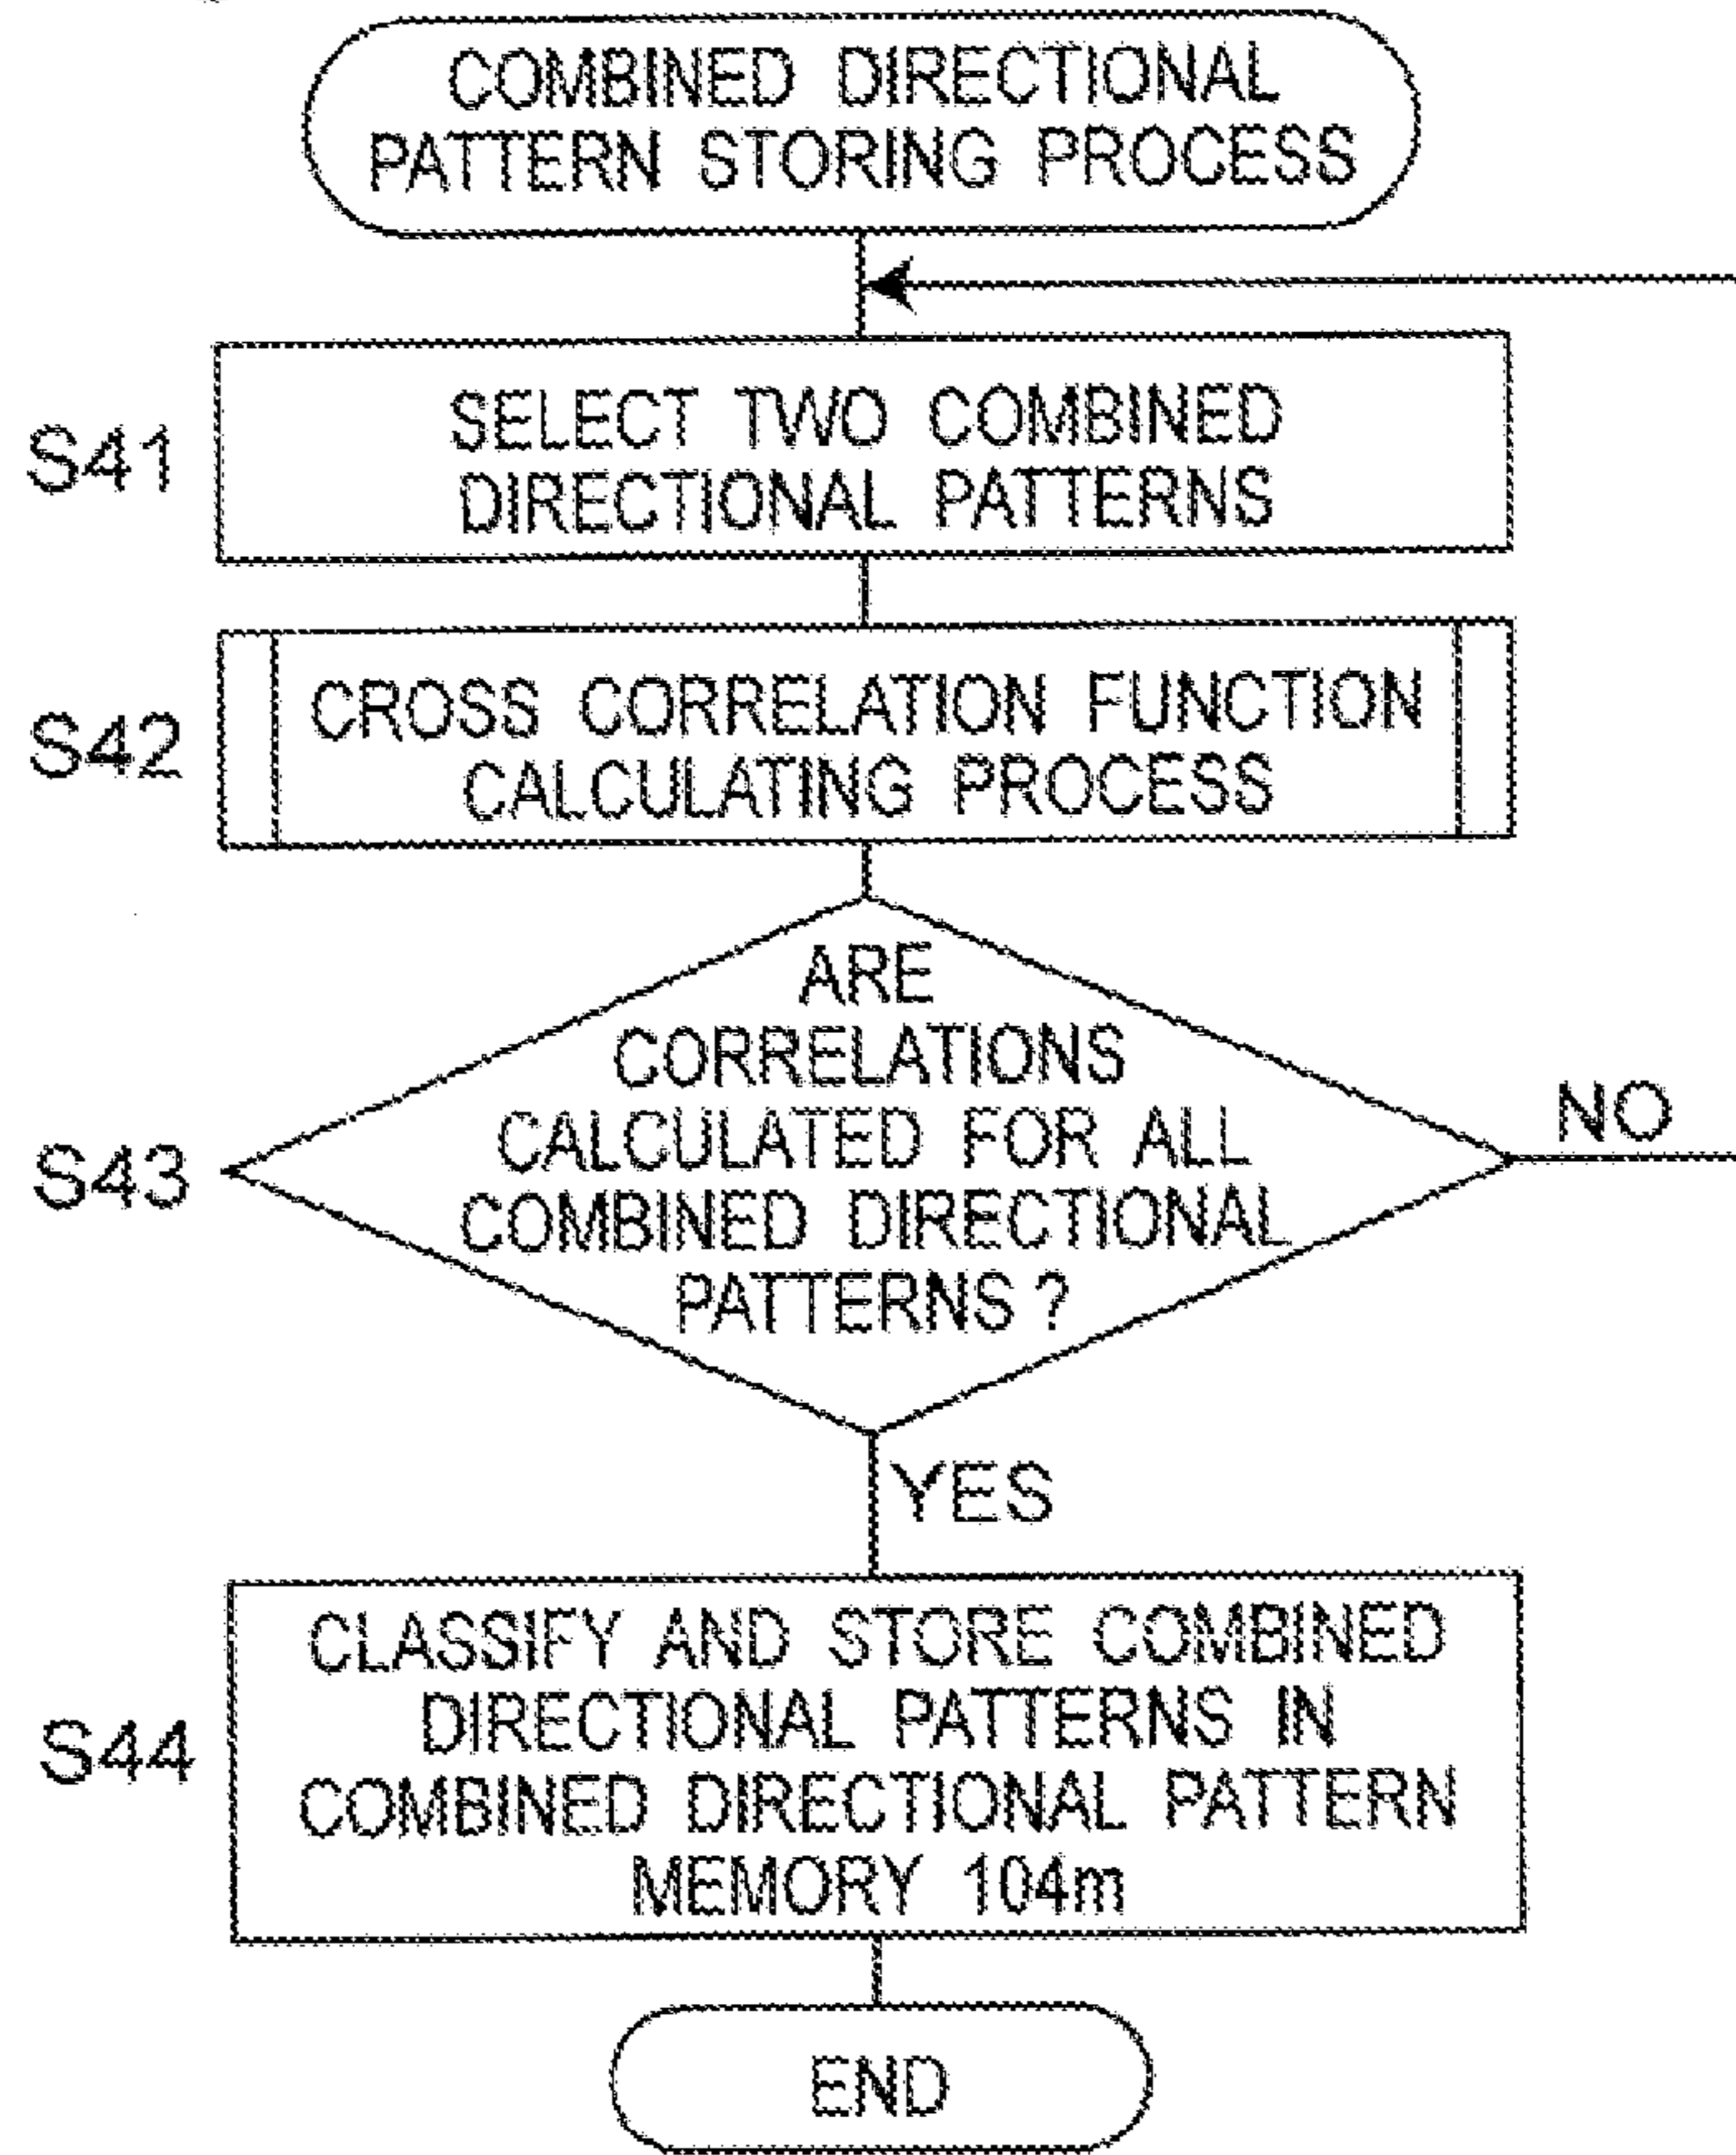 COMBINED DIRECTIONAL
PATTERN STORING PROCESS
S41
SELECT TWO COMBINED
DIRECTIONAL PATTERNS
S42
CROSS CORRELATION FUNCTION
CALCULATING PROCESS
ARE
CORRELATIONS
CALCULATED FOR ALL
COMBINED DIRECTIONAL
PATTERNS ?
S43
NO
YES
S44
CLASSIFY AND STORE COMBINED
DIRECTIONAL PATTERNS IN
COMBINED DIRECTIONAL PATTERN
MEMORY 104m
END